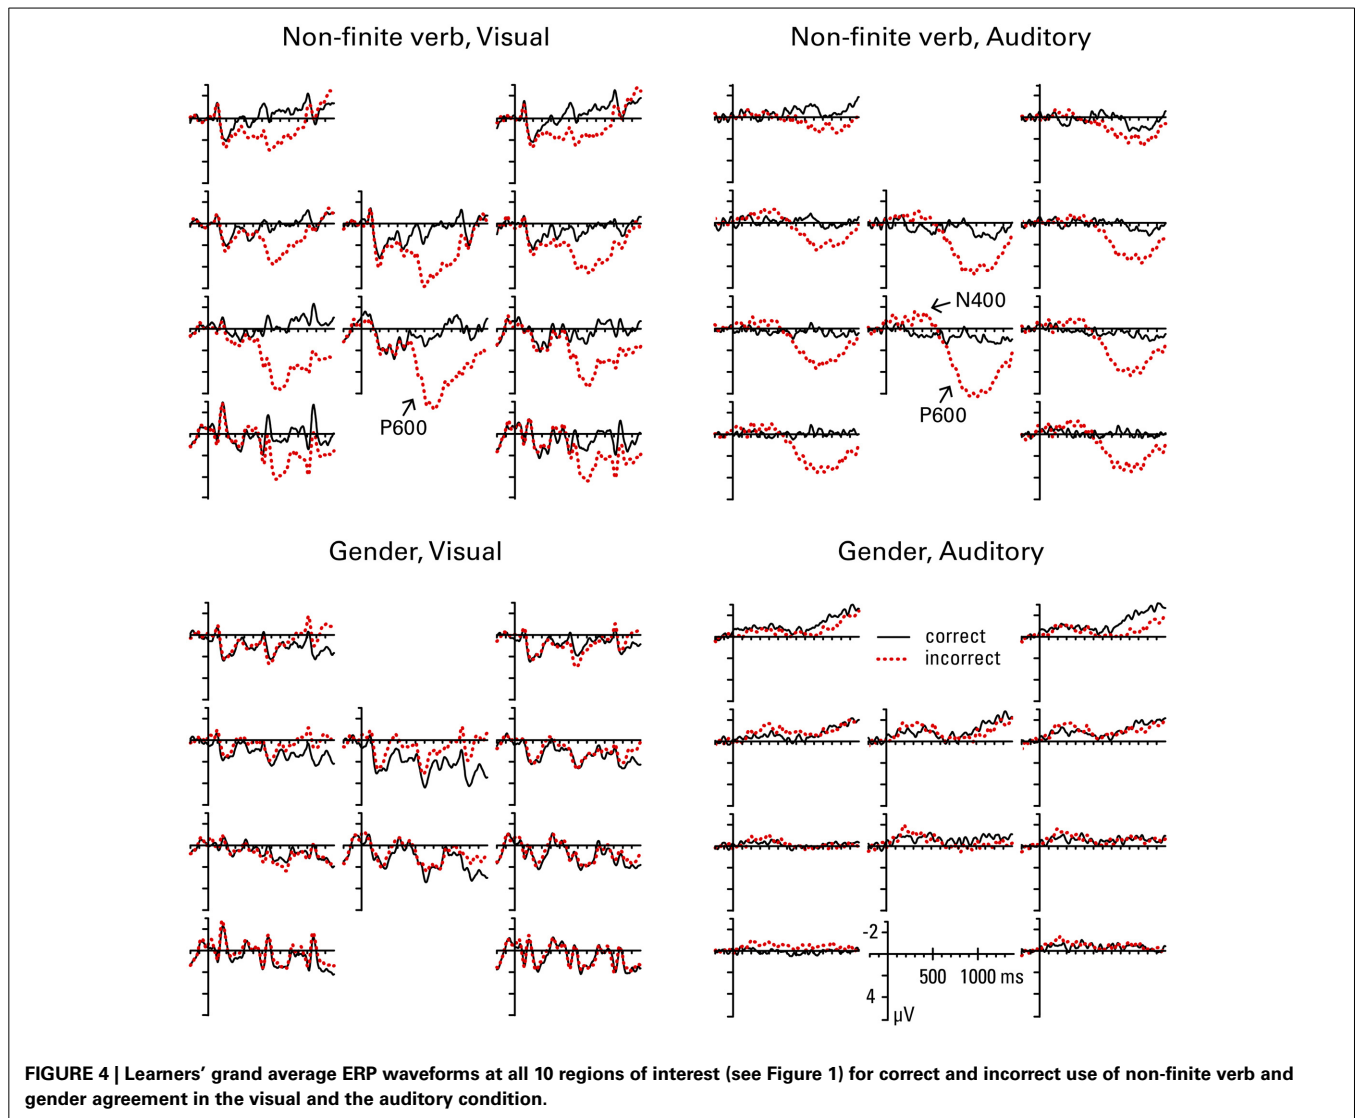 Non-finite verb, Visual
Non-finite verb, Auditory
N400
P600
P600
Gender, Visual
Gender, Auditory
correct
incorrect
-2
500 1000 ms
4
µV
FIGURE 4 | Learners’ grand average ERP waveforms at all 10 regions of interest (see Figure 1) for correct and incorrect use of non-finite verb and
gender agreement in the visual and the auditory condition.